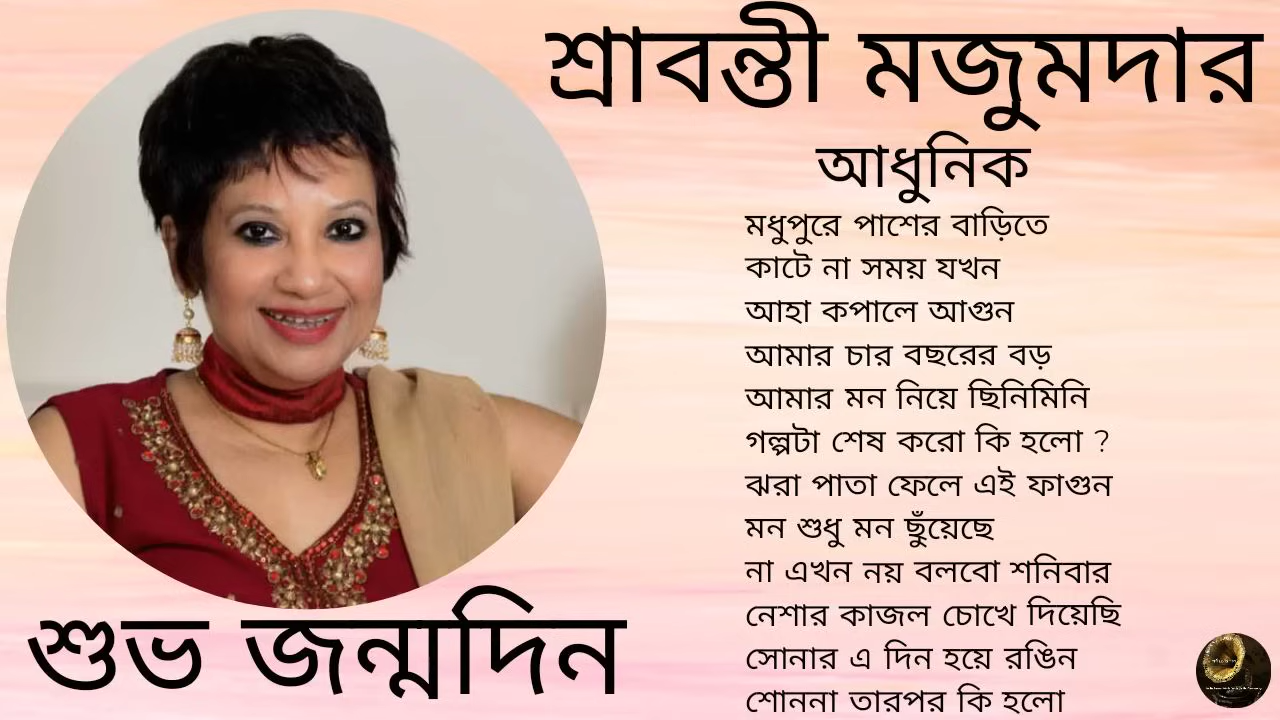 শ্রাবন্তী মজুমদার
আধুনিক
মধুপুরে পাশের বাড়িতে
কাটে না সময় যখন
আহা কপালে আগুন
আমার চার বছরের বড়
আমার মন নিয়ে ছিনিমিনি
গল্পটা শেষ করো কি হলো ?
ঝরা পাতা ফেলে এই ফাগুন
মন শুধু মন ছুঁয়েছে
না এখন নয় বলবো শনিবার
নেশার কাজল চোখে দিয়েছি
সোনার এ দিন হয়ে রঙিন
শোননা তারপর কি হলো
শুভ জন্মদিন